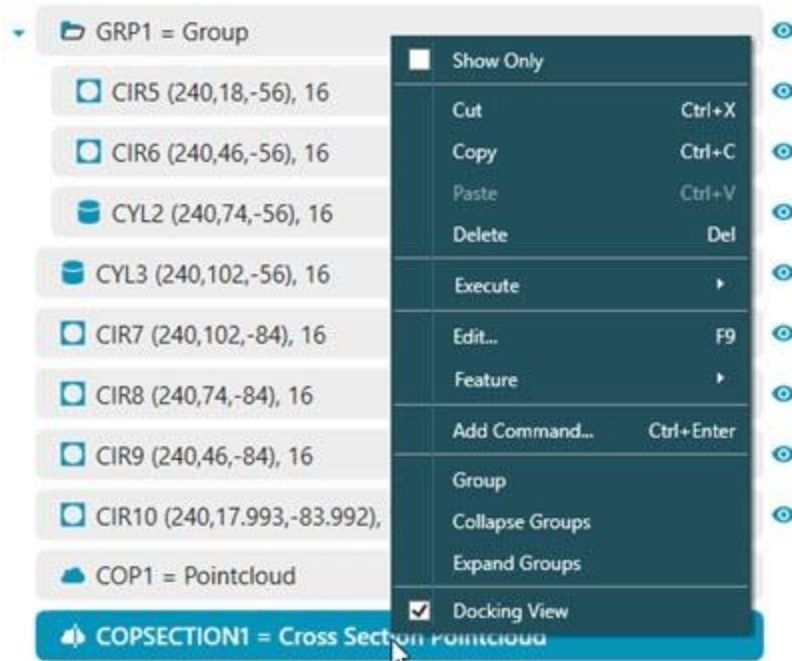 GRP1 = Group
CIR5 (240,18,-56), 16
CIR6 (240,46,-56), 16
CYL2 (240,74,-56), 16
CYL3 (240,102,-56), 16
CIR7 (240,102,-84), 16
CIR8 (240,74,-84), 16
CIR9 (240,46,-84), 16
CIR10 (240,17.993,-83.992),
COP1 = Pointcloud
COPSECTION1 = Cross Section Pointcloud
Show Only
Cut Ctrl+X
Copy Ctrl+C
Paste Ctrl+V
Delete Del
Execute
Edit... F9
Feature
Add Command... Ctrl+Enter
Group
Collapse Groups
Expand Groups
Docking View